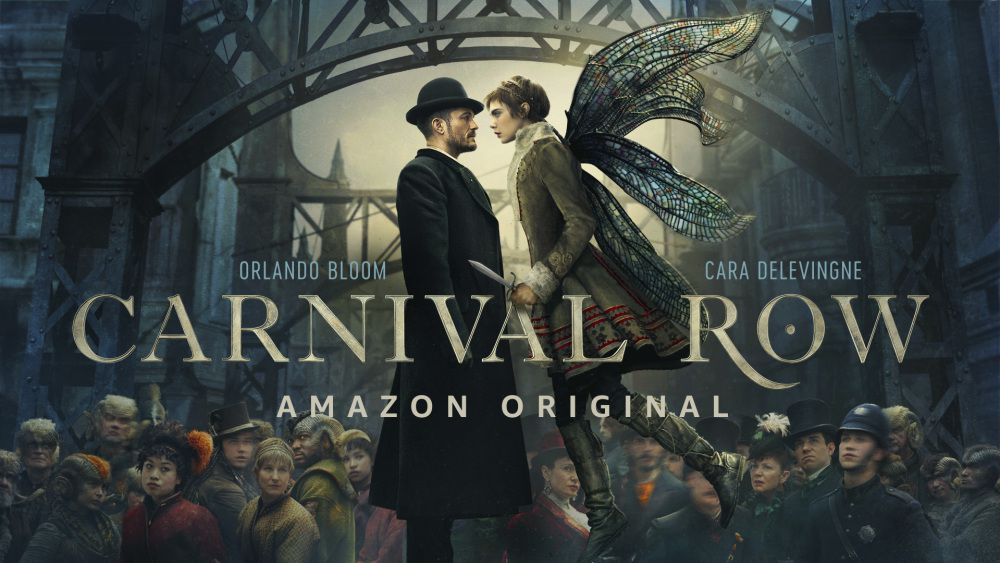 ORLANDO BLOOM
CARA DELEVINGNE
CARNIVAL ROW
AMAZON ORIGINAL